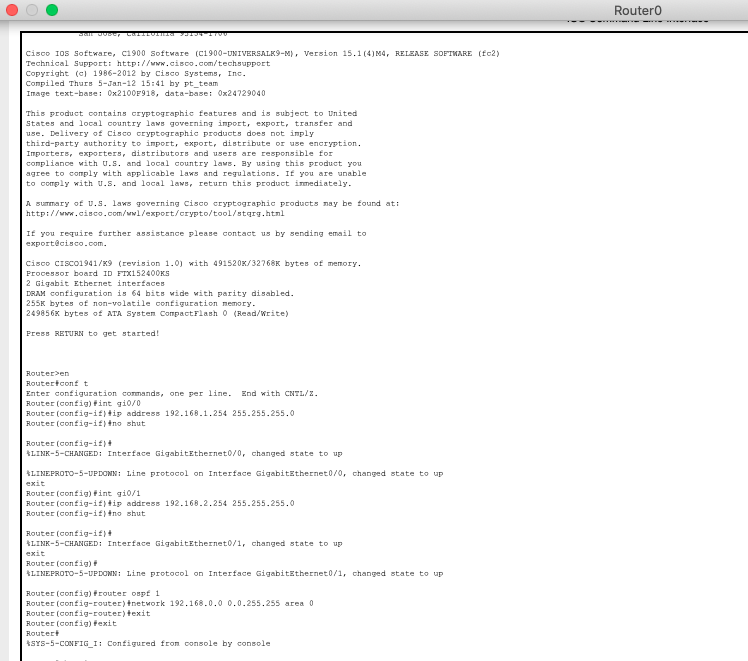 Router0
IOS Command Line Interface
San Jose, California 95134-1706
Cisco IOS Software, C1900 Software (C1900-UNIVERSALK9-M), Version 15.1(4)M4, RELEASE SOFTWARE (fc2)
Technical Support: http://www.cisco.com/techsupport
Copyright (c) 1986-2012 by Cisco Systems, Inc.
Compiled Thurs 5-Jan-12 15:41 by pt_team
Image text-base: 0x2100F918, data-base: 0x24729040
This product contains cryptographic features and is subject to United
States and local country laws governing import, export, transfer and
use. Delivery of Cisco cryptographic products does not imply
third-party authority to import, export, distribute or use encryption.
Importers, exporters, distributors and users are responsible for
compliance with U.S. and local country laws. By using this product you
agree to comply with applicable laws and regulations. If you are unable
to comply with U.S. and local laws, return this product immediately.
A summary of U.S. laws governing Cisco cryptographic products may be found at:
http://www.cisco.com/wwl/export/crypto/tool/stqrg.html
If you require further assistance please contact us by sending email to
export@cisco.com.
Cisco CISCO1941/K9 (revision 1.0) with 491520K/32768K bytes of memory.
Processor board ID FTX152400KS
2 Gigabit Ethernet interfaces
DRAM configuration is 64 bits wide with parity disabled.
255K bytes of non-volatile configuration memory.
249856K bytes of ATA System CompactFlash 0 (Read/Write)
Press RETURN to get started!
Router>en
Router#conf t
Enter configuration commands, one per line.  End with CNTL/Z.
Router(config)#int gi0/0
Router(config-if)#ip address 192.168.1.254 255.255.255.0
Router(config-if)#no shut
Router(config-if)#
%LINK-5-CHANGED: Interface GigabitEthernet0/0, changed state to up
%LINEPROTO-5-UPDOWN: Line protocol on Interface GigabitEthernet0/0, changed state to up
exit
Router(config)#int gi0/1
Router(config-if)#ip address 192.168.2.254 255.255.255.0
Router(config-if)#no shut
Router(config-if)#
%LINK-5-CHANGED: Interface GigabitEthernet0/1, changed state to up
exit
Router(config)#
%LINEPROTO-5-UPDOWN: Line protocol on Interface GigabitEthernet0/1, changed state to up
Router(config)#router ospf 1
Router(config-router)#network 192.168.0.0 0.0.255.255 area 0
Router(config-router)#exit
Router(config)#exit
Router#
%SYS-5-CONFIG_I: Configured from console by console